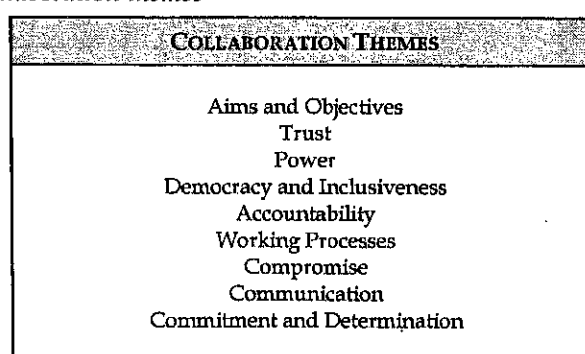 COLLABORATION THEMES
Aims and Objectives
Trust
Power
Democracy and Inclusiveness
Accountability
Working Processes
Compromise
Communication
Commitment and Determination